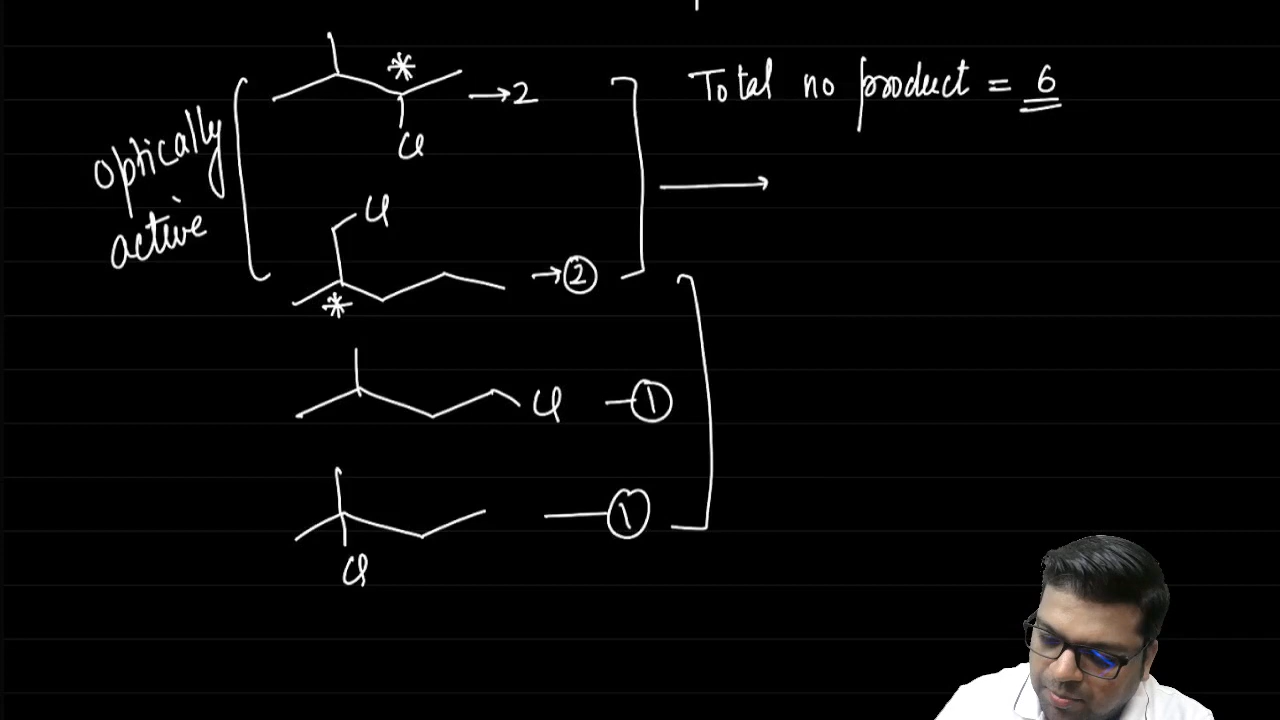 * →2
Total no product = 6
Cl
optically
active
Cl
* →②
Cl —①
—①
Cl